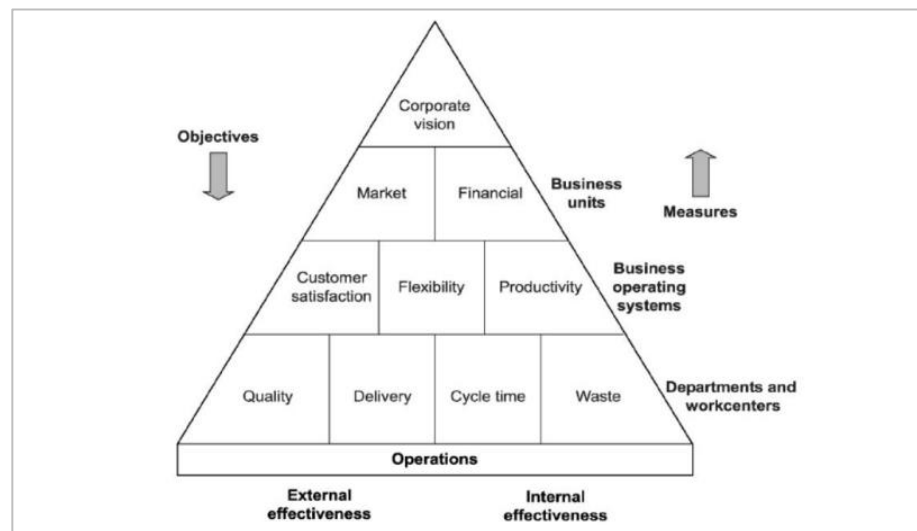 Corporate
vision
Objectives
Market
Financial
Business
units
Measures
Customer
satisfaction
Flexibility
Productivity
Business
operating
systems
Quality
Delivery
Cycle time
Waste
Departments and
workcenters
Operations
External
effectiveness
Internal
effectiveness